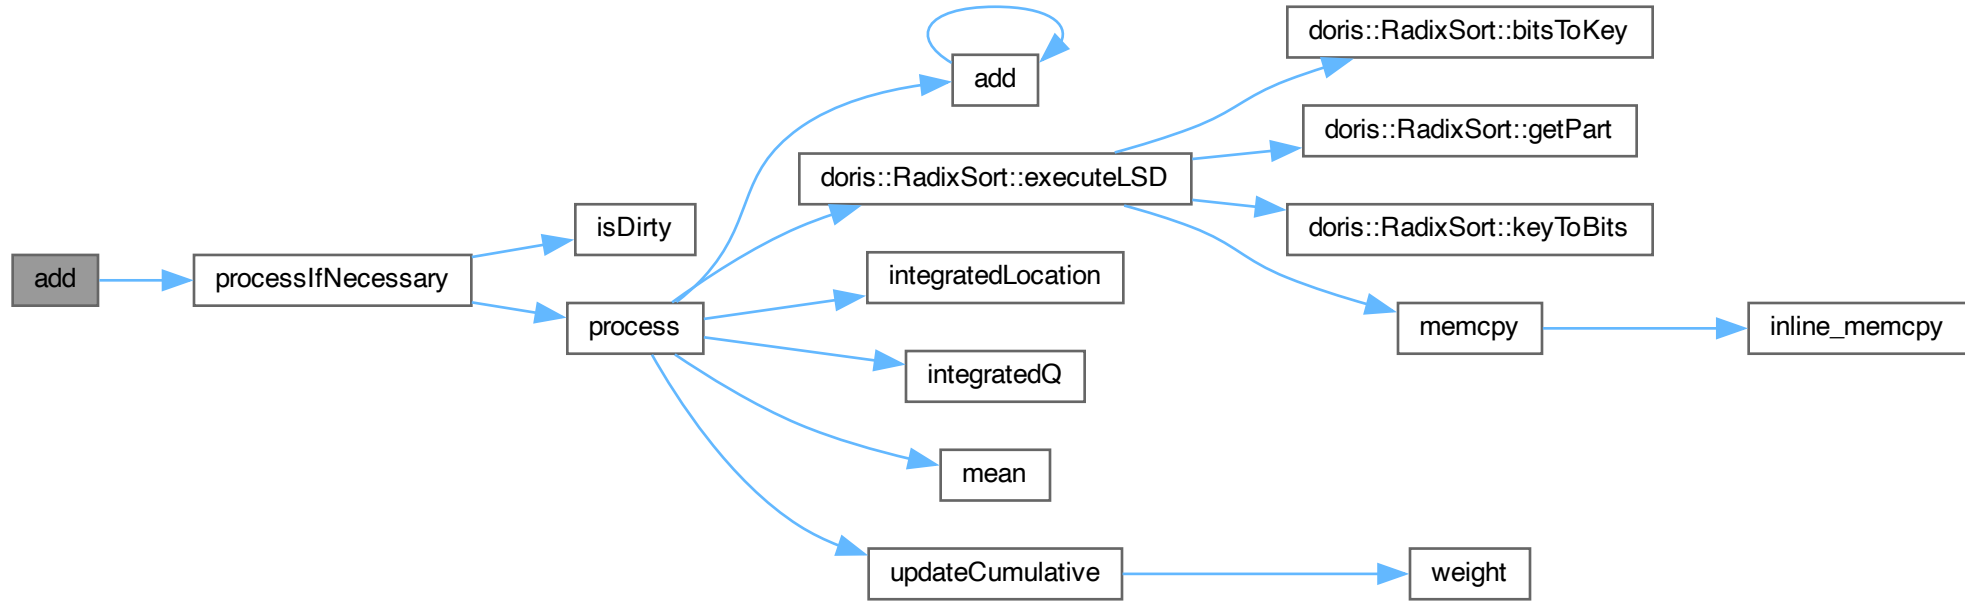 add
processIfNecessary
isDirty
process
add
doris::RadixSort::executeLSD
integratedLocation
integratedQ
mean
updateCumulative
doris::RadixSort::bitsToKey
doris::RadixSort::getPart
doris::RadixSort::keyToBits
memcpy
inline_memcpy
weight